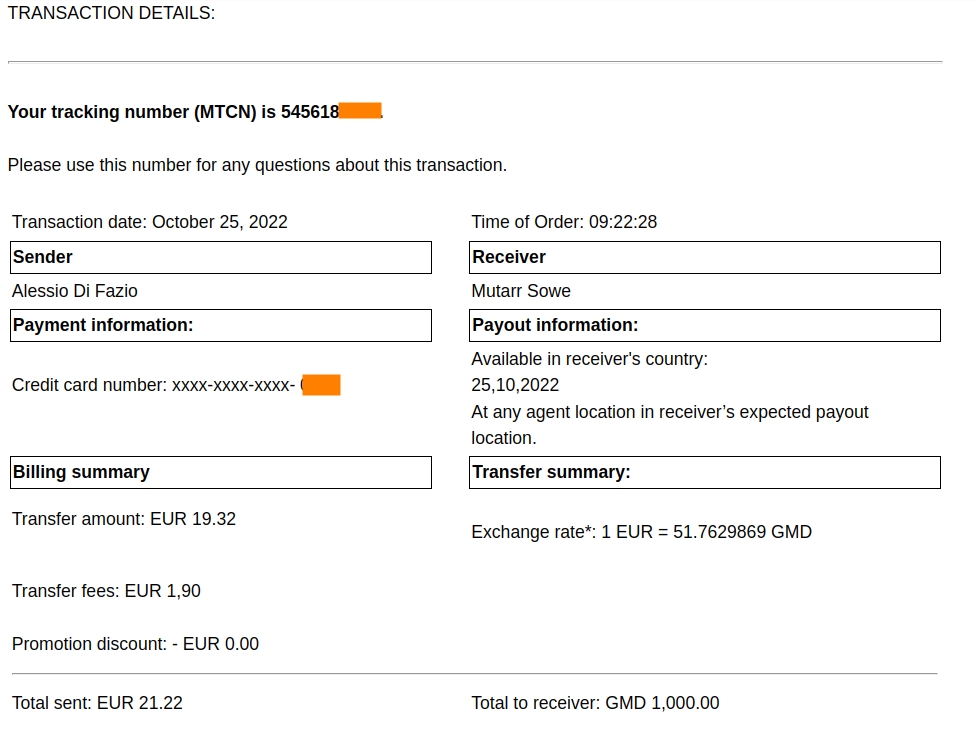 TRANSACTION DETAILS:
Your tracking number (MTCN) is 545618
Please use this number for any questions about this transaction.
Transaction date: October 25, 2022
Time of Order: 09:22:28
Sender
Receiver
Alessio Di Fazio
Mutarr Sowe
Payment information:
Payout information:
Available in receiver's country:
25,10,2022
Credit card number: xxxx-xxxx-xxxx-
At any agent location in receiver’s expected payout
location.
Billing summary
Transfer summary:
Transfer amount: EUR 19.32
Exchange rate*: 1 EUR = 51.7629869 GMD
Transfer fees: EUR 1,90
Promotion discount: - EUR 0.00
Total sent: EUR 21.22
Total to receiver: GMD 1,000.00